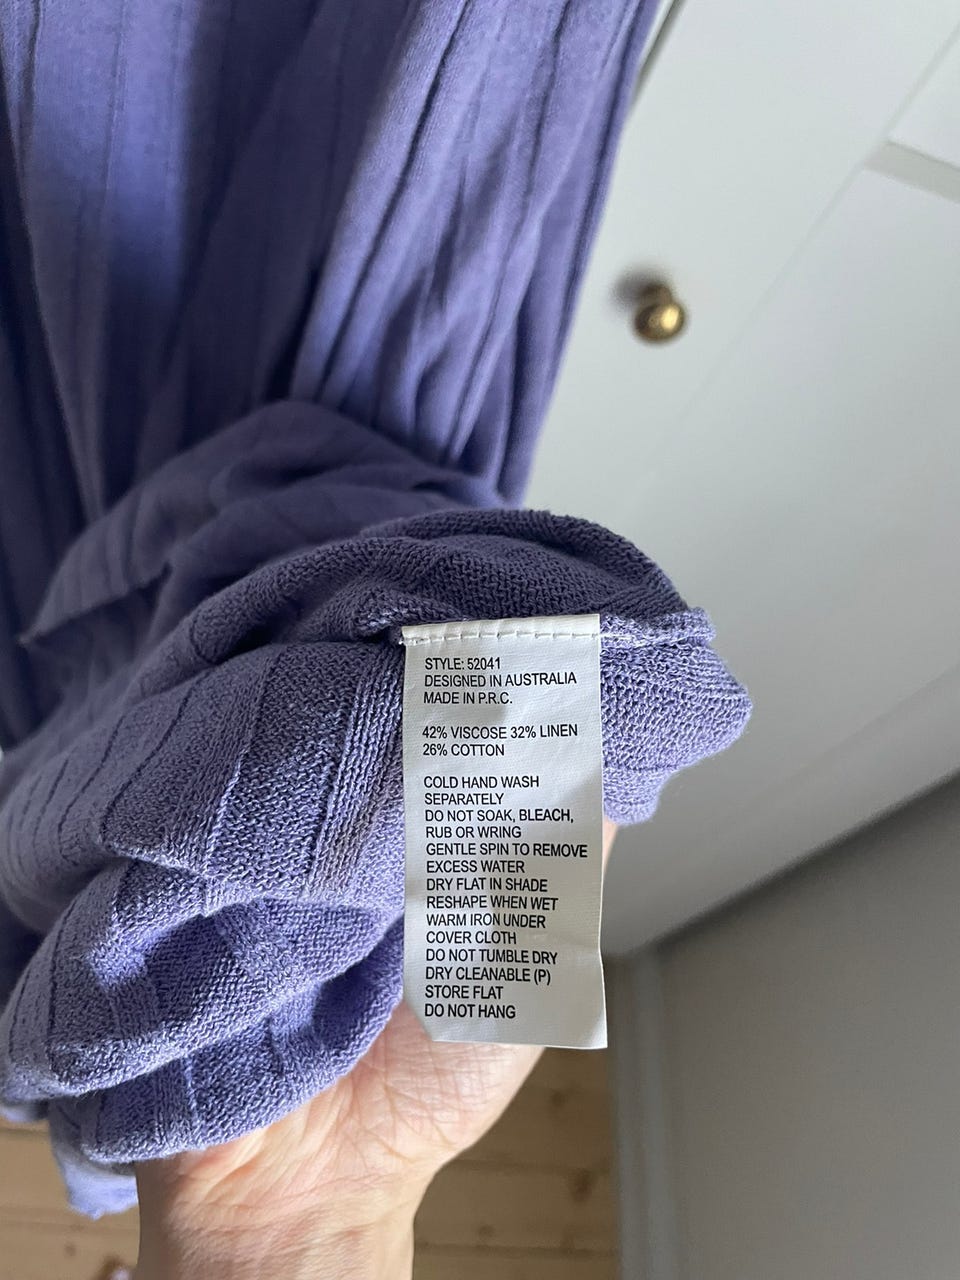 STYLE: 52041
DESIGNED IN AUSTRALIA
MADE IN P.R.C.
42% VISCOSE 32% LINEN
26% COTTON
COLD HAND WASH
SEPARATELY
DO NOT SOAK, BLEACH,
RUB OR WRING
GENTLE SPIN TO REMOVE
EXCESS WATER
DRY FLAT IN SHADE
RESHAPE WHEN WET
WARM IRON UNDER
COVER CLOTH
DO NOT TUMBLE DRY
DRY CLEANABLE (P)
STORE FLAT
DO NOT HANG